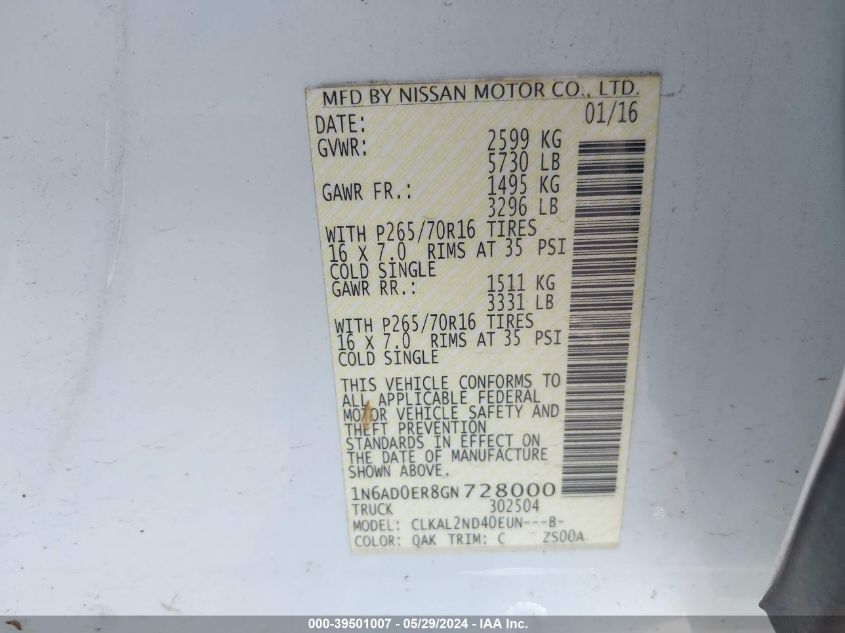 MFD BY NISSAN MOTOR CO., LTD.
DATE: 01/16
GVWR: 2599 KG
5730 LB
GAWR FR.: 1495 KG
3296 LB
WITH P265/70R16 TIRES
16 X 7.0 RIMS AT 35 PSI
COLD SINGLE
GAWR RR.: 1511 KG
3331 LB
WITH P265/70R16 TIRES
16 X 7.0 RIMS AT 35 PSI
COLD SINGLE
THIS VEHICLE CONFORMS TO
ALL APPLICABLE FEDERAL
MOTOR VEHICLE SAFETY AND
THEFT PREVENTION
STANDARDS IN EFFECT ON
THE DATE OF MANUFACTURE
SHOWN ABOVE.
1N6AD0ER8GN728000
TRUCK 302504
MODEL: CLKAL2ND40EUN---B-
COLOR: QAK TRIM: C ZS00A
000-39501007 - 05/29/2024 - IAA Inc.